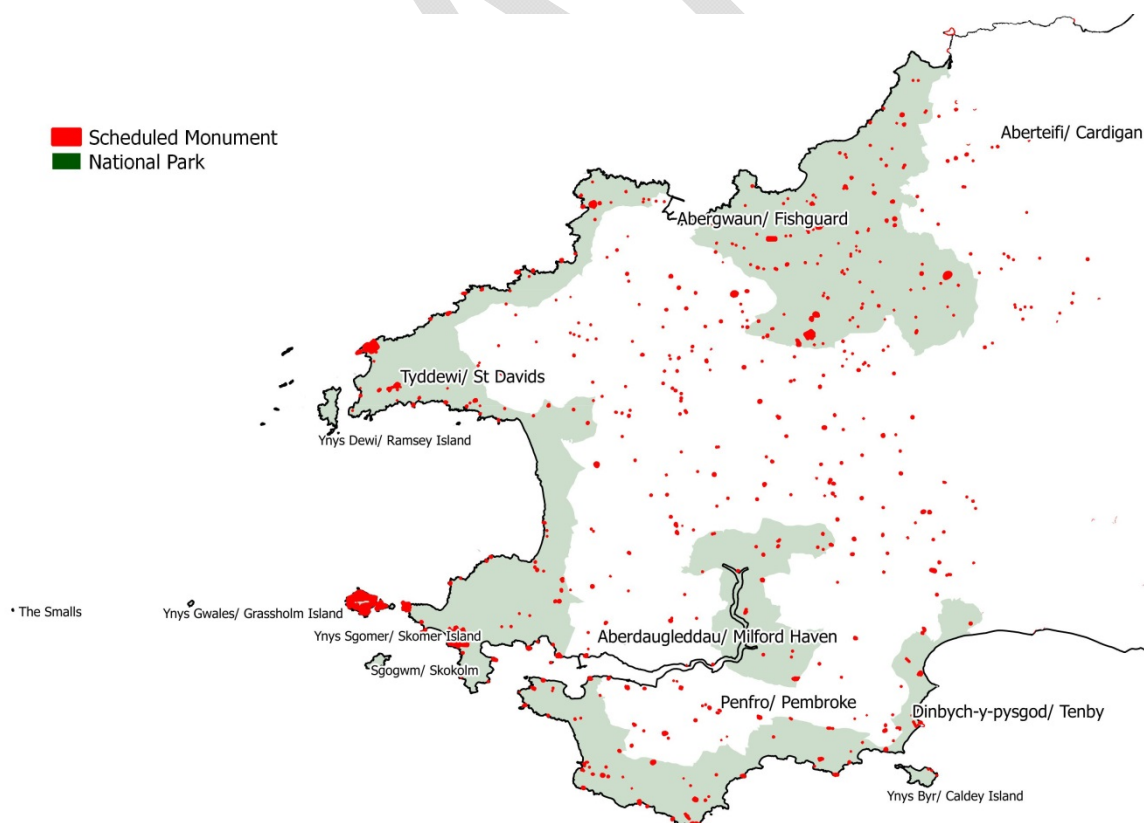 Scheduled Monument
National Park
Aberteifi/ Cardigan
Abergwaun/ Fishguard
Tyddewi/ St Davids
Ynys Dewi/ Ramsey Island
The Smalls
Ynys Gwales/ Grassholm Island
Ynys Sgomer/ Skomer Island
Sgogwm/ Skokolm
Aberdaugleddau/ Milford Haven
Penfro/ Pembroke
Dinbych-y-pysgod/ Tenby
Ynys Byr/ Caldey Island